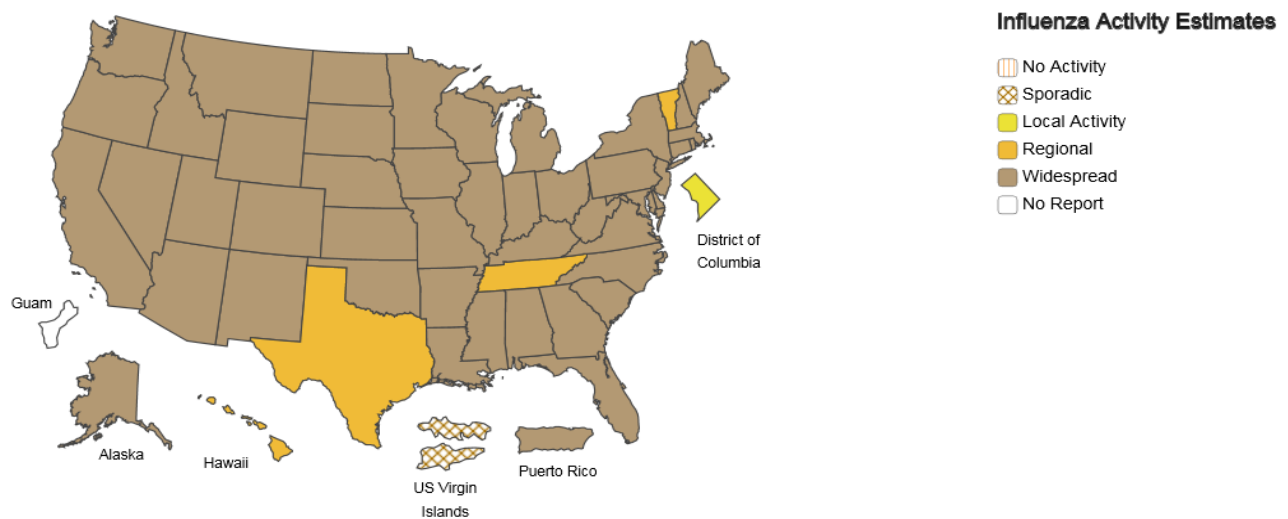 Influenza Activity Estimates
No Activity
Sporadic
Local Activity
Regional
Widespread
No Report
District of
Columbia
Guam
Alaska
Hawaii
US Virgin
Islands
Puerto Rico